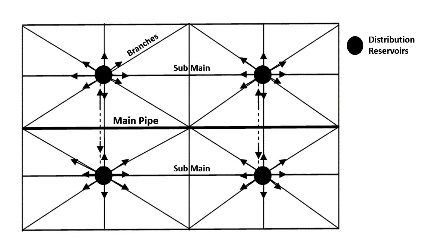 Branches
Distribution
Reservoirs
Sub Main
Main Pipe
Sub Main